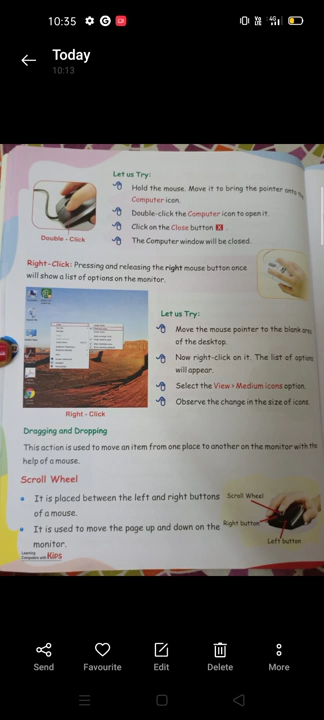 10:35
Today
10:13
Let us Try:
Hold the mouse. Move it to bring the pointer onto the
Computer icon.
Double-click the Computer icon to open it.
Click on the Close button X .
The Computer window will be closed.
Double - Click
Right-Click: Pressing and releasing the right mouse button once
will show a list of options on the monitor.
Let us Try:
Move the mouse pointer to the blank area
of the desktop.
Now right-click on it. The list of options
will appear.
Select the View > Medium icons option.
Observe the change in the size of icons.
Right - Click
Dragging and Dropping
This action is used to move an item from one place to another on the monitor with the
help of a mouse.
Scroll Wheel
It is placed between the left and right buttons
of a mouse.
It is used to move the page up and down on the
monitor.
Scroll Wheel
Right button
Left button
Learning
Computers with Kips
Send
Favourite
Edit
Delete
More